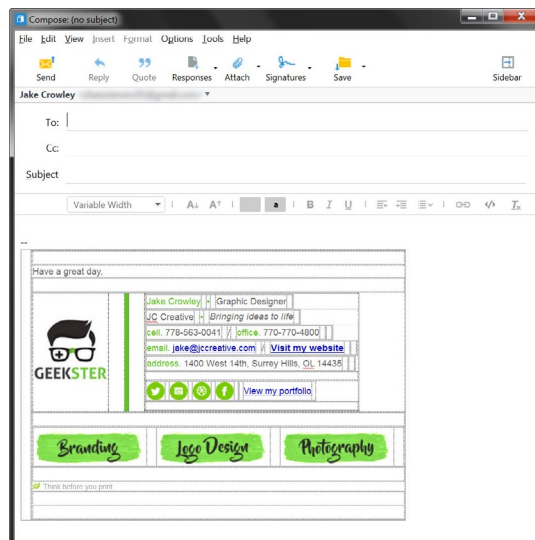 Compose: (no subject)
File Edit View Insert Format Options Tools Help
Send Reply Quote Responses Attach Signatures Save Sidebar
Jake Crowley
To:
Cc:
Subject
Variable Width A↓ A↑ a B I U Tx
--
Have a great day,
Jake Crowley - Graphic Designer
JC Creative - Bringing ideas to life
cell. 778-563-0041 // office. 770-770-4800
email. jake@jccreative.com // Visit my website
address. 1400 West 14th, Surrey Hills, OL 14435
GEEKSTER
View my portfolio
Branding Logo Design Photography
Think before you print